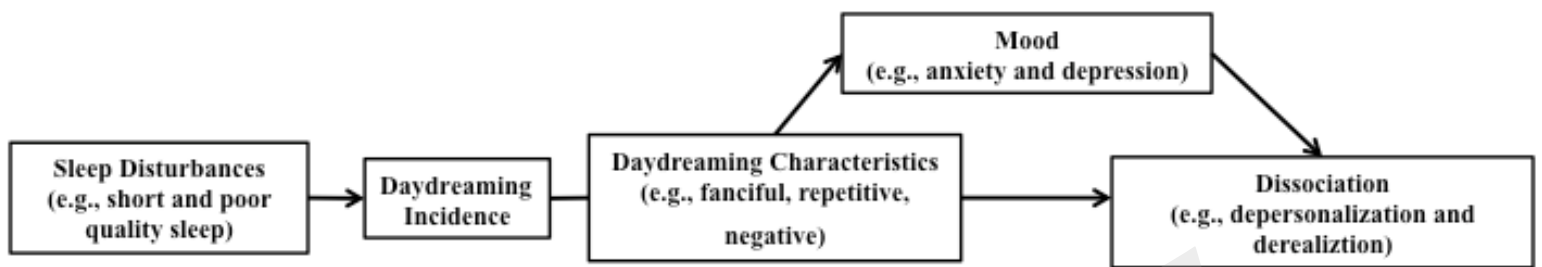 Mood
(e.g., anxiety and depression)
Sleep Disturbances
(e.g., short and poor
quality sleep)
Daydreaming
Incidence
Daydreaming Characteristics
(e.g., fanciful, repetitive,
negative)
Dissociation
(e.g., depersonalization and
derealiztion)